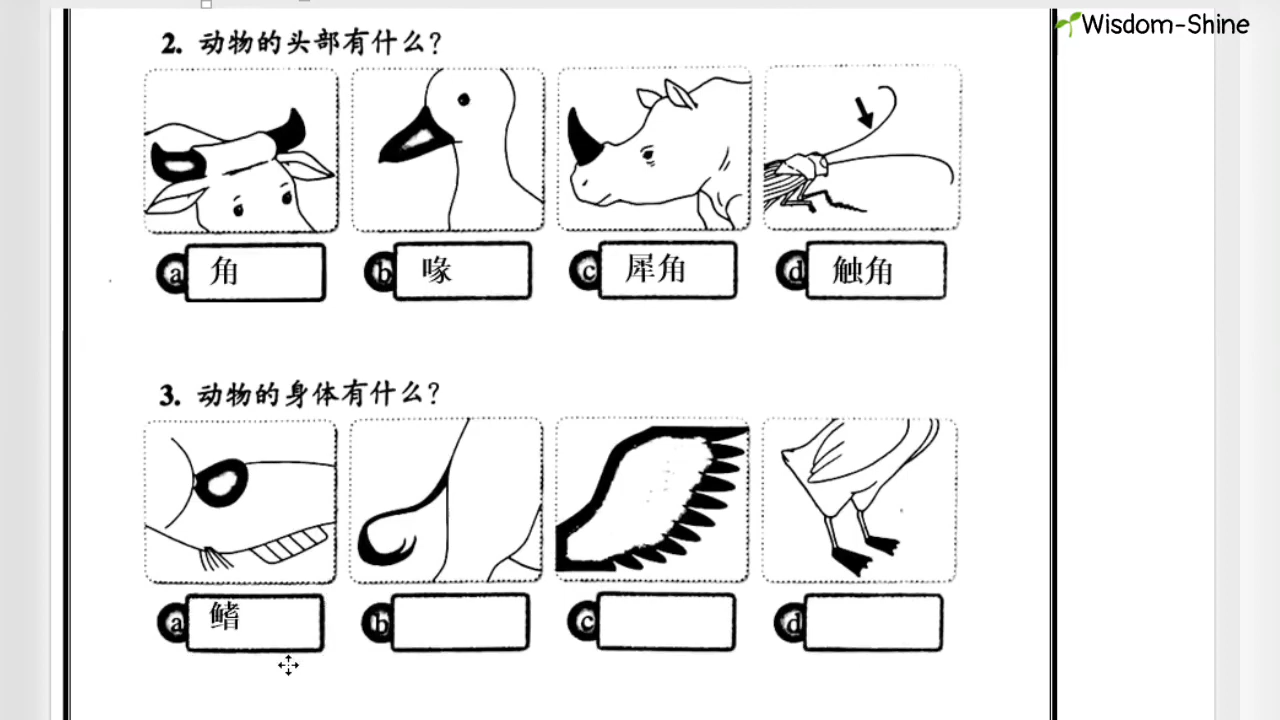 Wisdom-Shine
2. 动物的头部有什么?
a 角
b 喙
c 犀角
d 触角
3. 动物的身体有什么?
a 鳍
b
c
d